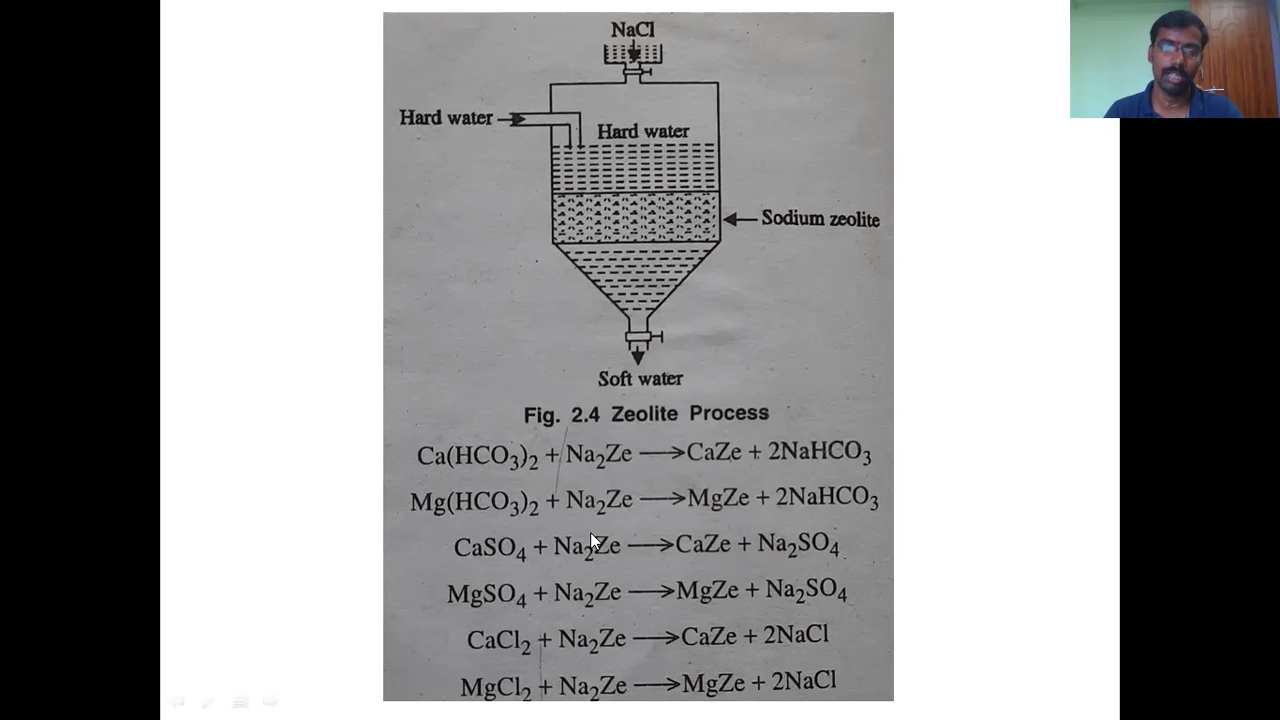 NaCl
Hard water
Hard water
Sodium zeolite
Soft water
Fig. 2.4 Zeolite Process
Ca(HCO₃)₂ + Na₂Ze ⟶ CaZe + 2NaHCO₃
Mg(HCO₃)₂ + Na₂Ze ⟶ MgZe + 2NaHCO₃
CaSO₄ + Na₂Ze ⟶ CaZe + Na₂SO₄
MgSO₄ + Na₂Ze ⟶ MgZe + Na₂SO₄
CaCl₂ + Na₂Ze ⟶ CaZe + 2NaCl
MgCl₂ + Na₂Ze ⟶ MgZe + 2NaCl